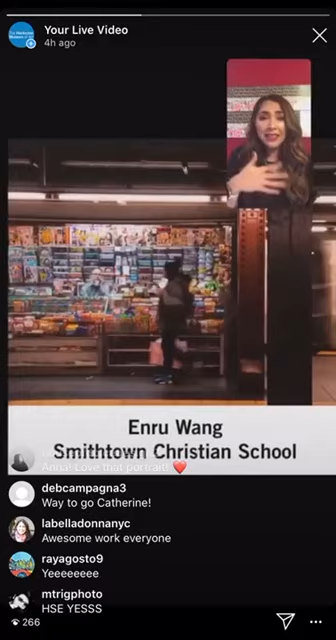 Your Live Video
4h ago
Enru Wang
Smithtown Christian School
Anna! Love that portrait! ❤️
debcampagna3
Way to go Catherine!
labelladonnanyc
Awesome work everyone
rayagosto9
Yeeeeeeee
mtrigphoto
HSE YESSS
266